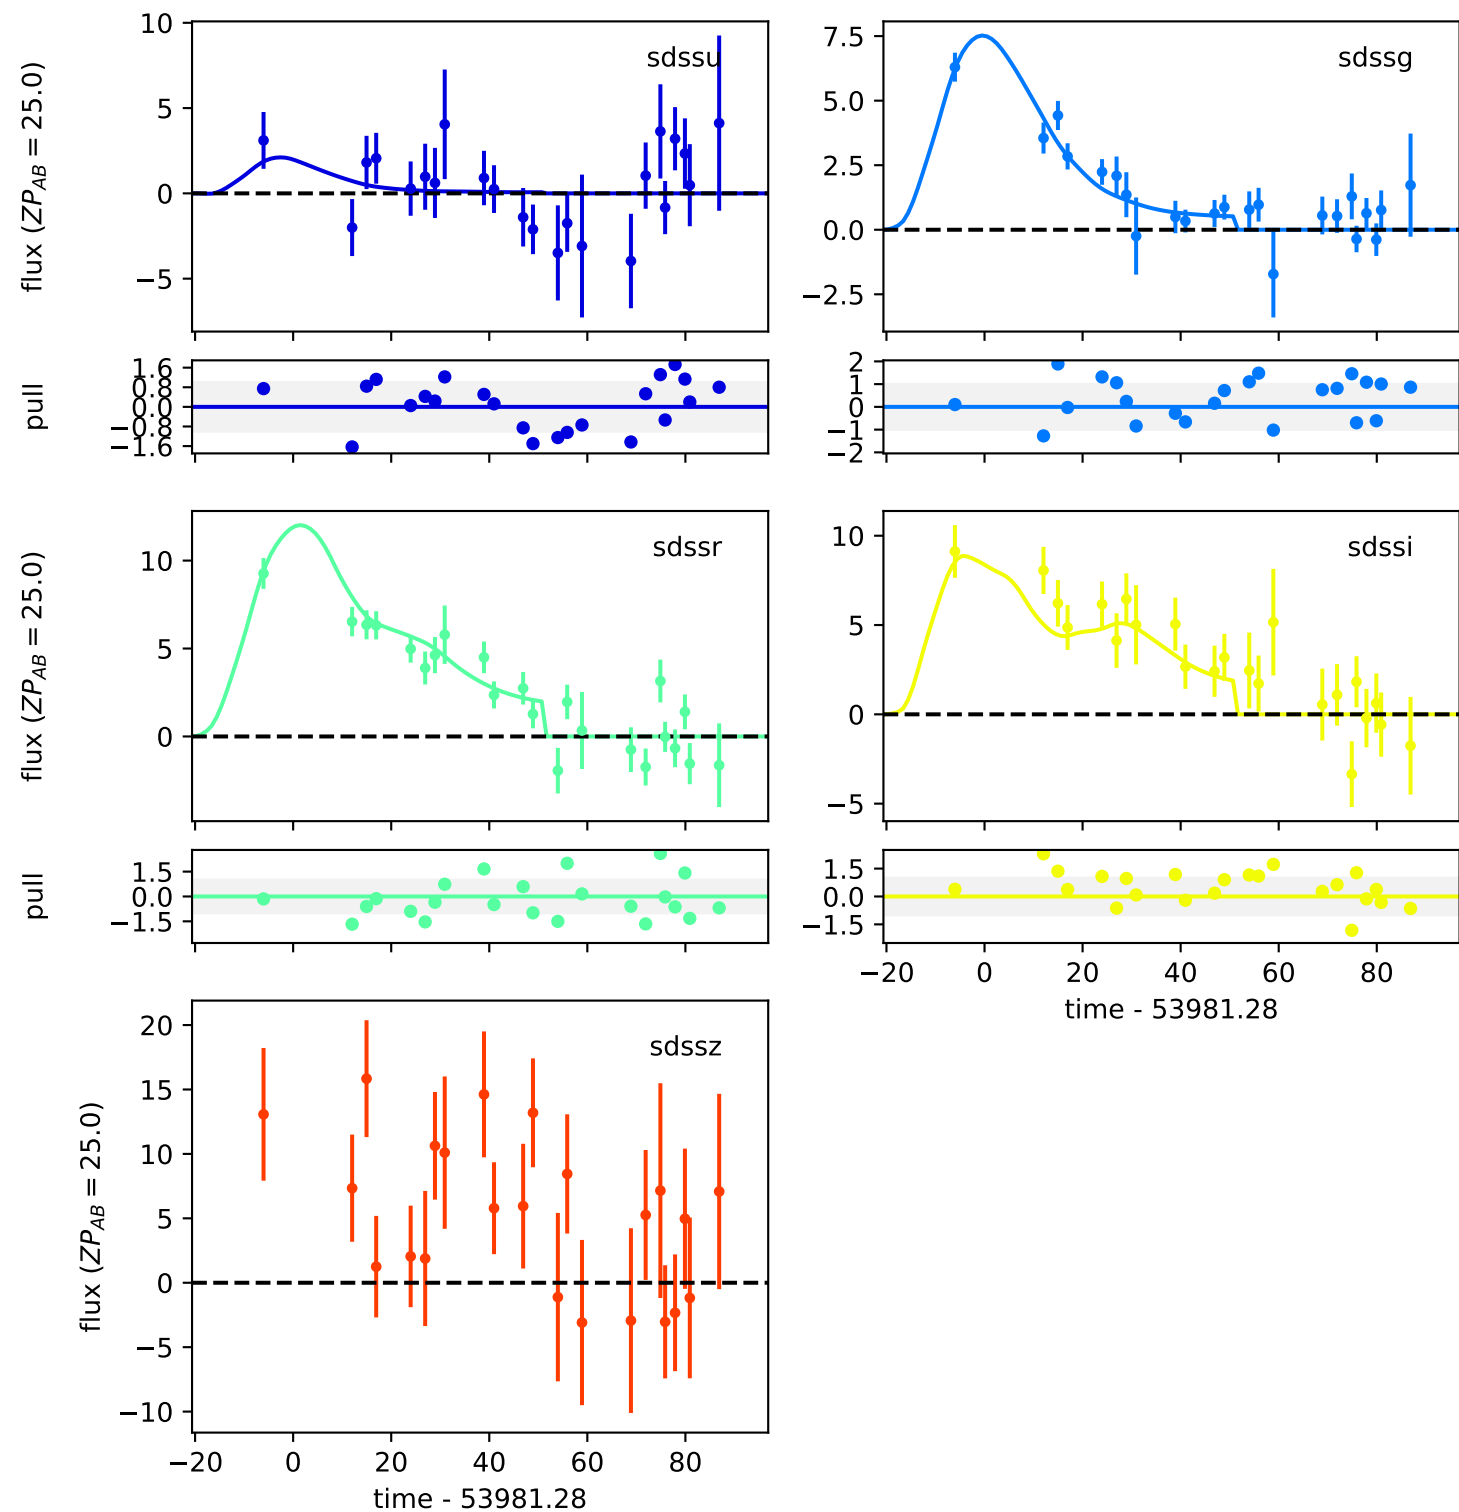 10
5
0
−5
flux (ZP_AB = 25.0)
sdssu
7.5
5.0
2.5
0.0
−2.5
sdssg
1.6
0.8
0.0
−0.8
−1.6
pull
2
1
0
−1
−2
10
5
0
flux (ZP_AB = 25.0)
sdssr
10
5
0
−5
sdssi
1.5
0.0
−1.5
pull
1.5
0.0
−1.5
−20 0 20 40 60 80
time - 53981.28
20
15
10
5
0
−5
−10
flux (ZP_AB = 25.0)
sdssz
−20 0 20 40 60 80
time - 53981.28